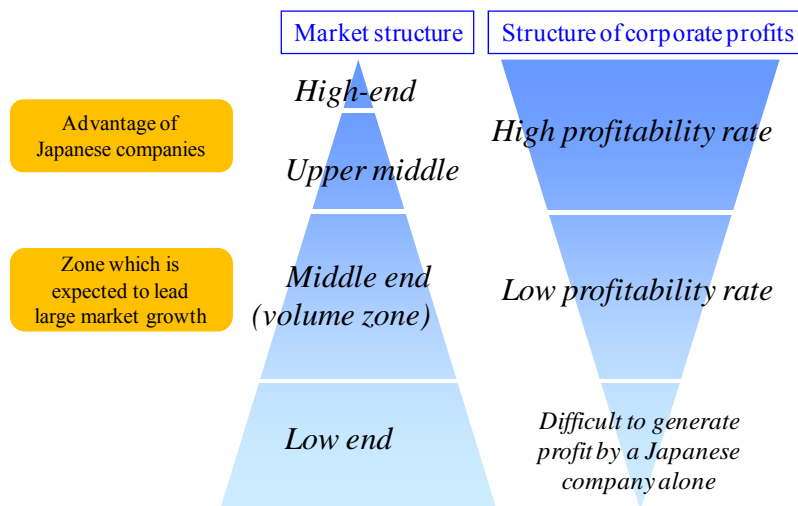 Market structure
Structure of corporate profits
High-end
Advantage of
Japanese companies
High profitability rate
Upper middle
Zone which is
expected to lead
large market growth
Middle end
(volume zone)
Low profitability rate
Low end
Difficult to generate
profit by a Japanese
company alone